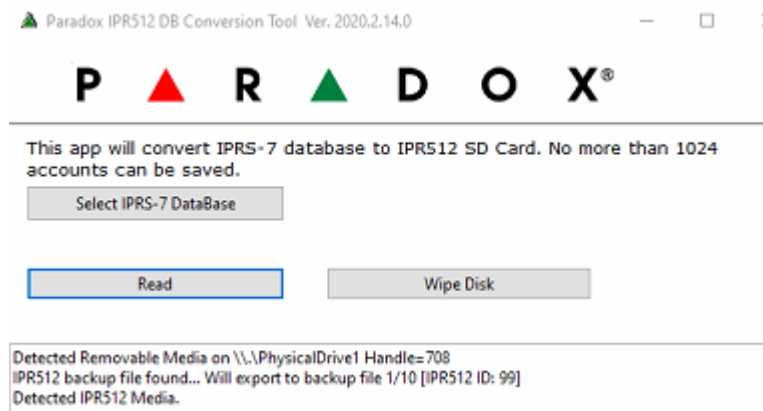 Paradox IPR512 DB Conversion Tool Ver. 2020.2.14.0
PARADOX®
This app will convert IPRS-7 database to IPR512 SD Card. No more than 1024
accounts can be saved.
Select IPRS-7 DataBase
Read Wipe Disk
Detected Removable Media on \\.\PhysicalDrive1 Handle=708
IPR512 backup file found... Will export to backup file 1/10 [IPR512 ID: 99]
Detected IPR512 Media.